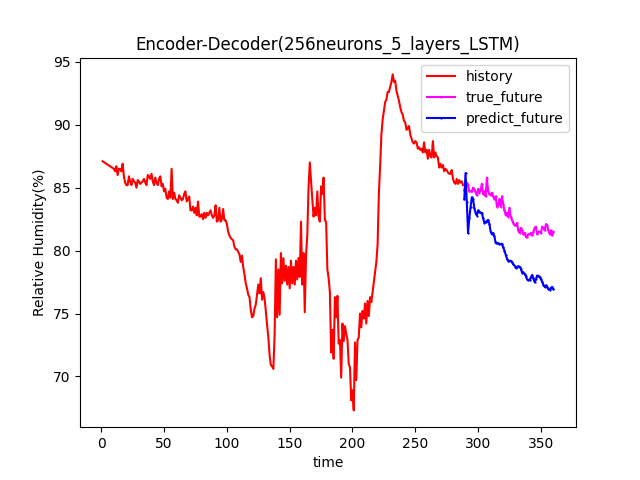 Encoder-Decoder(256neurons_5_layers_LSTM)
history
true_future
predict_future
Relative Humidity(%)
95
90
85
80
75
70
0
50
100
150
200
250
300
350
time